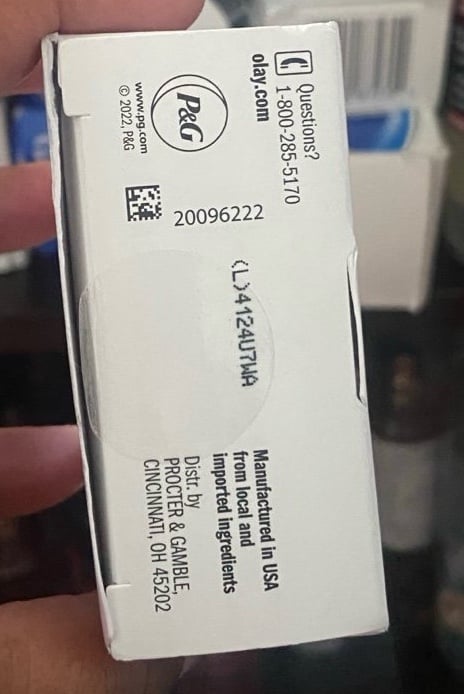 Questions?
1-800-285-5170
olay.com
P&G
www.pg.com
© 2022, P&G
20096222
(L)4124U7WA
Manufactured in USA
from local and
imported ingredients
Distr. by
PROCTER & GAMBLE,
CINCINNATI, OH 45202